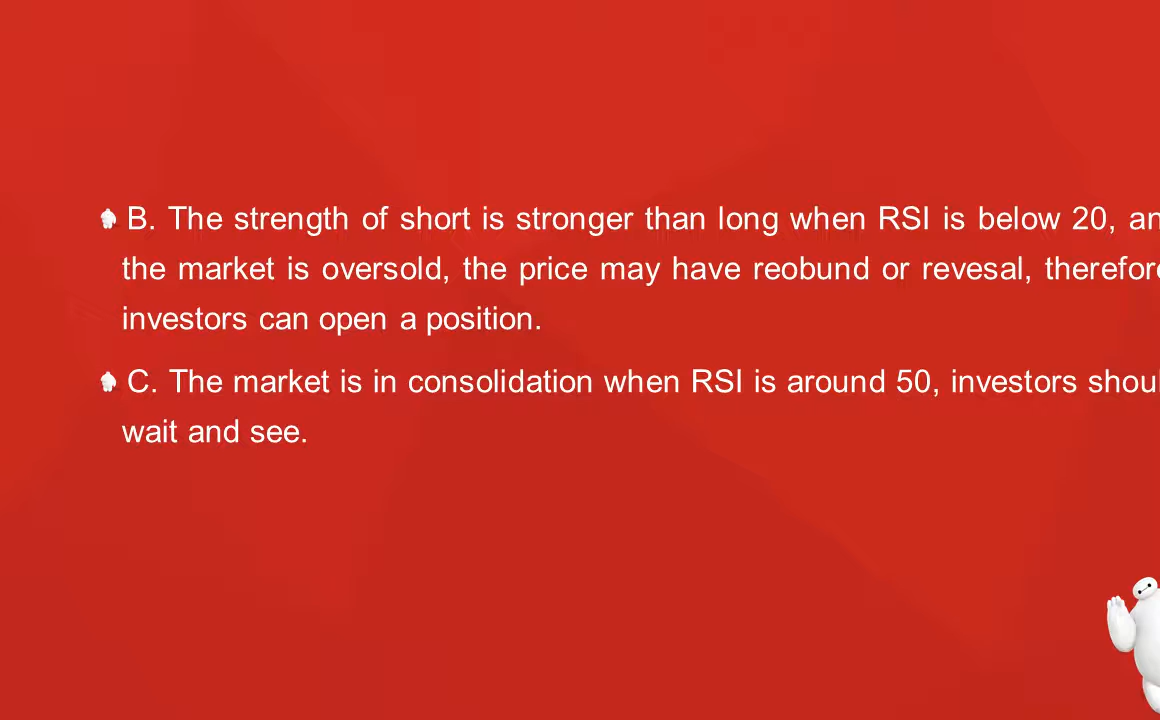 B. The strength of short is stronger than long when RSI is below 20, an
the market is oversold, the price may have reobund or revesal, therefore
investors can open a position.
C. The market is in consolidation when RSI is around 50, investors shoul
wait and see.